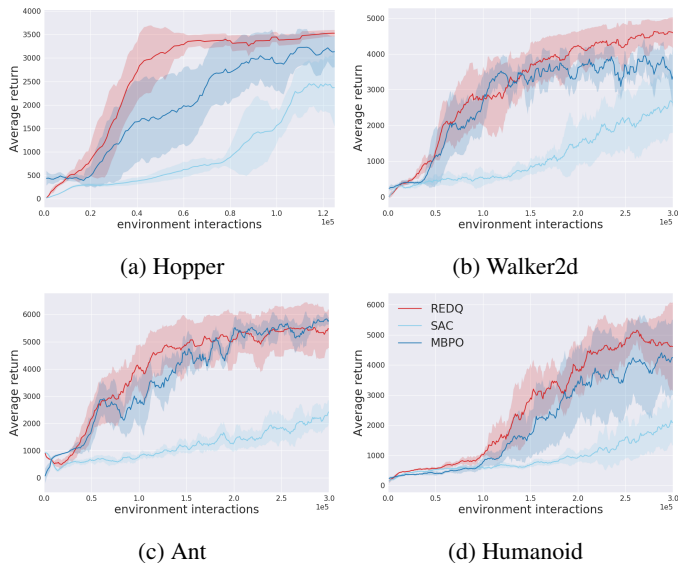 4000
3500
3000
2500
2000
1500
1000
500
0
Average return
0.0 0.2 0.4 0.6 0.8 1.0 1.2
1e5
environment interactions
(a) Hopper
5000
4000
3000
2000
1000
0
Average return
0.0 0.5 1.0 1.5 2.0 2.5 3.0
1e5
environment interactions
(b) Walker2d
6000
5000
4000
3000
2000
1000
0
Average return
0.0 0.5 1.0 1.5 2.0 2.5 3.0
1e5
environment interactions
(c) Ant
REDQ
SAC
MBPO
6000
5000
4000
3000
2000
1000
0
Average return
0.0 0.5 1.0 1.5 2.0 2.5 3.0
1e5
environment interactions
(d) Humanoid